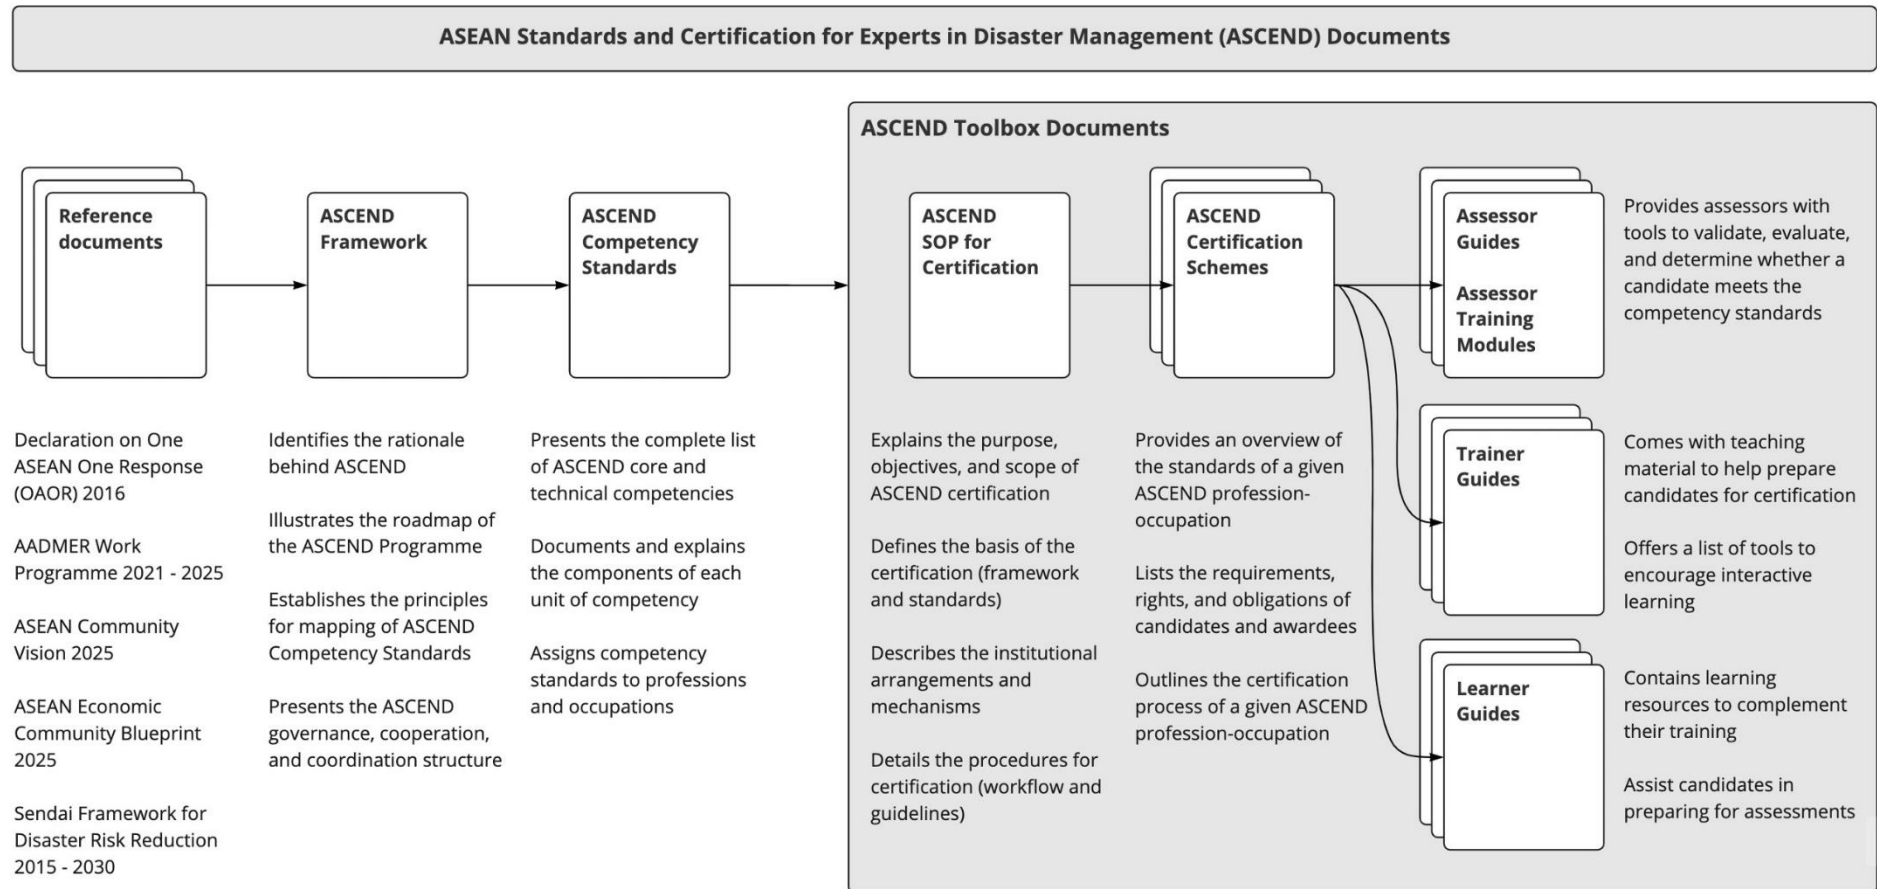 ASEAN Standards and Certification for Experts in Disaster Management (ASCEND) Documents
ASCEND Toolbox Documents
Reference
documents
ASCEND
Framework
ASCEND
Competency
Standards
ASCEND
SOP for
Certification
ASCEND
Certification
Schemes
Assessor
Guides
Assessor
Training
Modules
Provides assessors with
tools to validate, evaluate,
and determine whether a
candidate meets the
competency standards
Declaration on One
ASEAN One Response
(OAOR) 2016
AADMER Work
Programme 2021 - 2025
ASEAN Community
Vision 2025
ASEAN Economic
Community Blueprint
2025
Sendai Framework for
Disaster Risk Reduction
2015 - 2030
Identifies the rationale
behind ASCEND
Illustrates the roadmap of
the ASCEND Programme
Establishes the principles
for mapping of ASCEND
Competency Standards
Presents the ASCEND
governance, cooperation,
and coordination structure
Presents the complete list
of ASCEND core and
technical competencies
Documents and explains
the components of each
unit of competency
Assigns competency
standards to professions
and occupations
Explains the purpose,
objectives, and scope of
ASCEND certification
Defines the basis of the
certification (framework
and standards)
Describes the institutional
arrangements and
mechanisms
Details the procedures for
certification (workflow and
guidelines)
Provides an overview of
the standards of a given
ASCEND profession-
occupation
Lists the requirements,
rights, and obligations of
candidates and awardees
Outlines the certification
process of a given ASCEND
profession-occupation
Trainer
Guides
Comes with teaching
material to help prepare
candidates for certification
Offers a list of tools to
encourage interactive
learning
Learner
Guides
Contains learning
resources to complement
their training
Assist candidates in
preparing for assessments